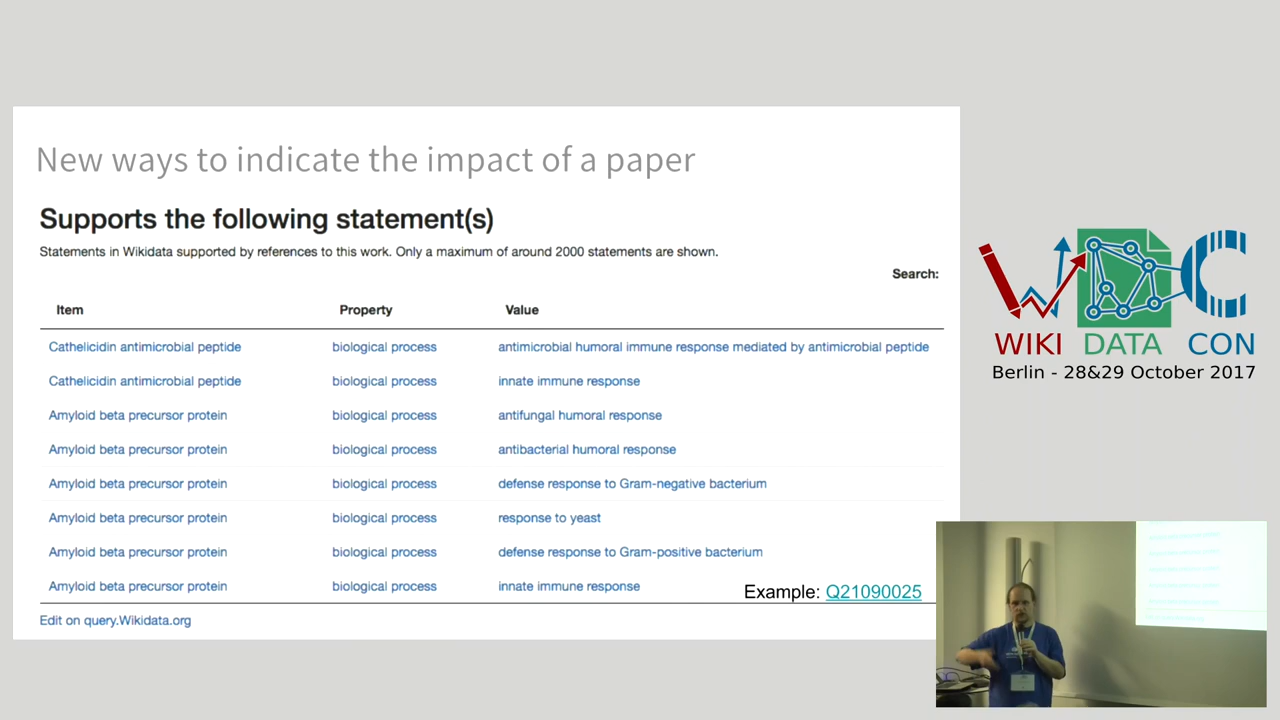 New ways to indicate the impact of a paper
Supports the following statement(s)
Statements in Wikidata supported by references to this work. Only a maximum of around 2000 statements are shown.
Search:
Item Property Value
Cathelicidin antimicrobial peptide biological process antimicrobial humoral immune response mediated by antimicrobial peptide
Cathelicidin antimicrobial peptide biological process innate immune response
Amyloid beta precursor protein biological process antifungal humoral response
Amyloid beta precursor protein biological process antibacterial humoral response
Amyloid beta precursor protein biological process defense response to Gram-negative bacterium
Amyloid beta precursor protein biological process response to yeast
Amyloid beta precursor protein biological process defense response to Gram-positive bacterium
Amyloid beta precursor protein biological process innate immune response
Example: Q21090025
Edit on query.Wikidata.org
WDC
WIKI DATA CON
Berlin - 28&29 October 2017